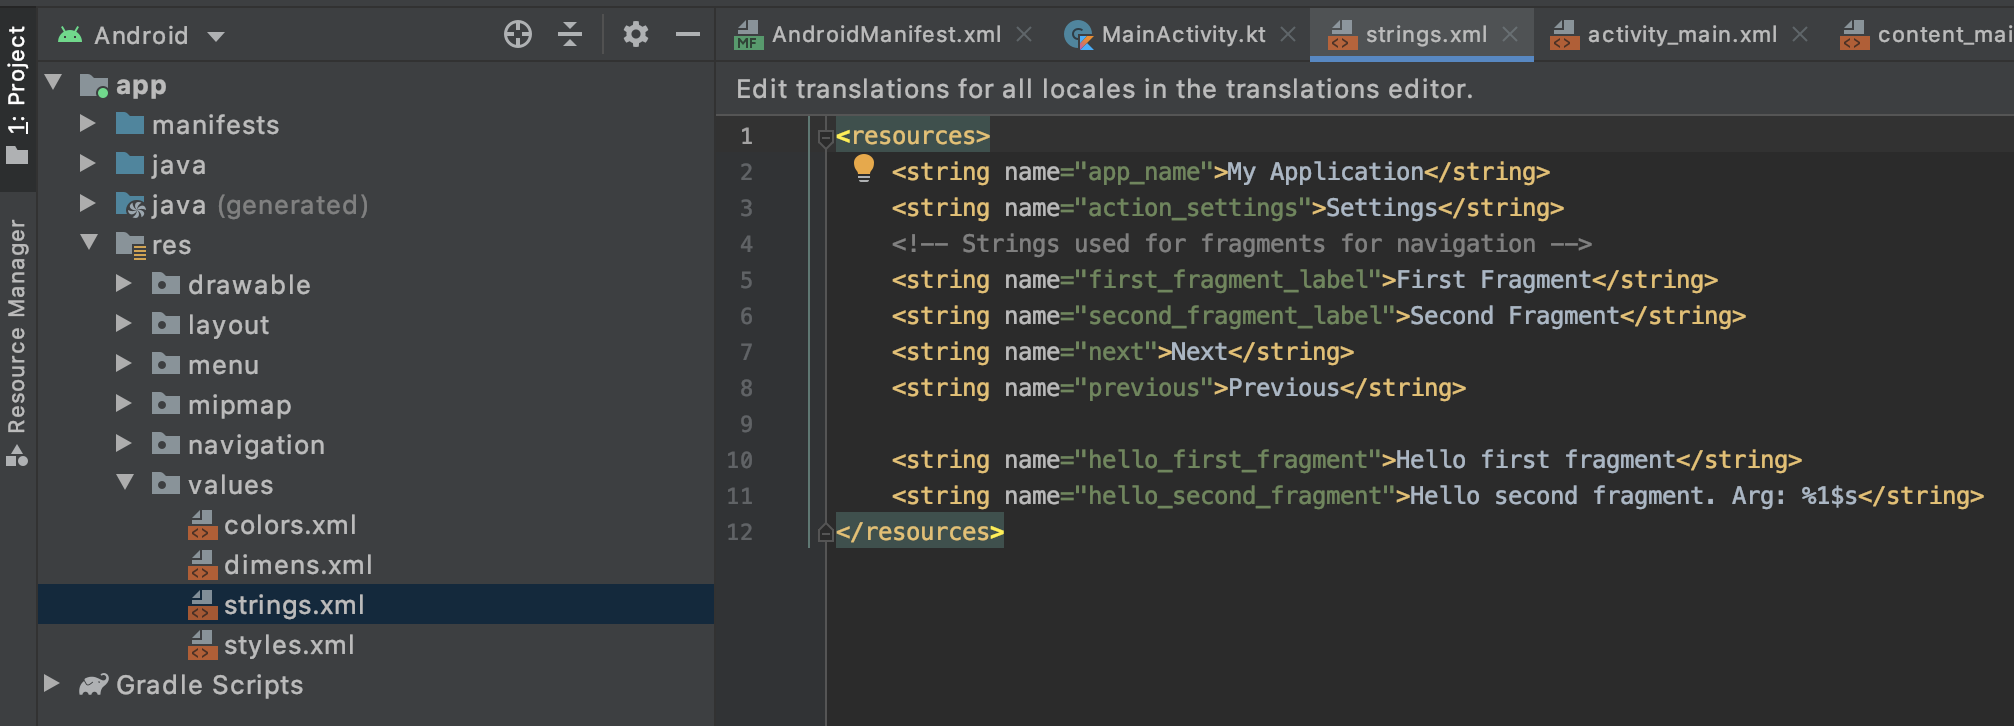 1: Project
Resource Manager
Android
app
manifests
java
java (generated)
res
drawable
layout
menu
mipmap
navigation
values
colors.xml
dimens.xml
strings.xml
styles.xml
Gradle Scripts
AndroidManifest.xml
MainActivity.kt
strings.xml
activity_main.xml
content_mai
Edit translations for all locales in the translations editor.
1 <resources>
2 <string name="app_name">My Application</string>
3 <string name="action_settings">Settings</string>
4 <!-- Strings used for fragments for navigation -->
5 <string name="first_fragment_label">First Fragment</string>
6 <string name="second_fragment_label">Second Fragment</string>
7 <string name="next">Next</string>
8 <string name="previous">Previous</string>
9
10 <string name="hello_first_fragment">Hello first fragment</string>
11 <string name="hello_second_fragment">Hello second fragment. Arg: %1$s</string>
12 </resources>